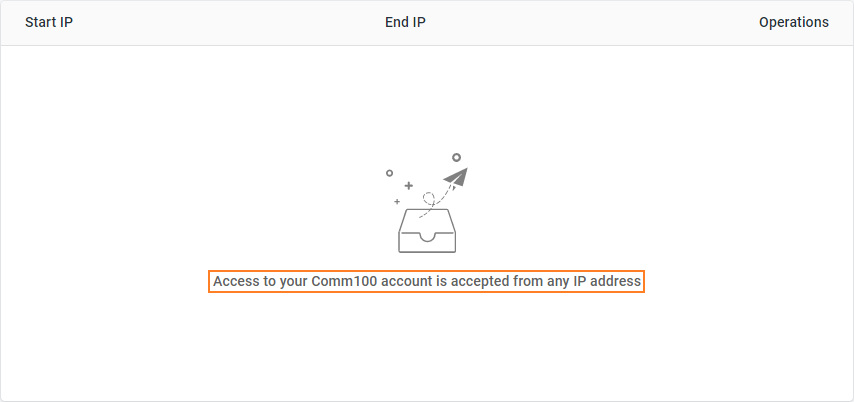 Start IP End IP Operations
Access to your Comm100 account is accepted from any IP address